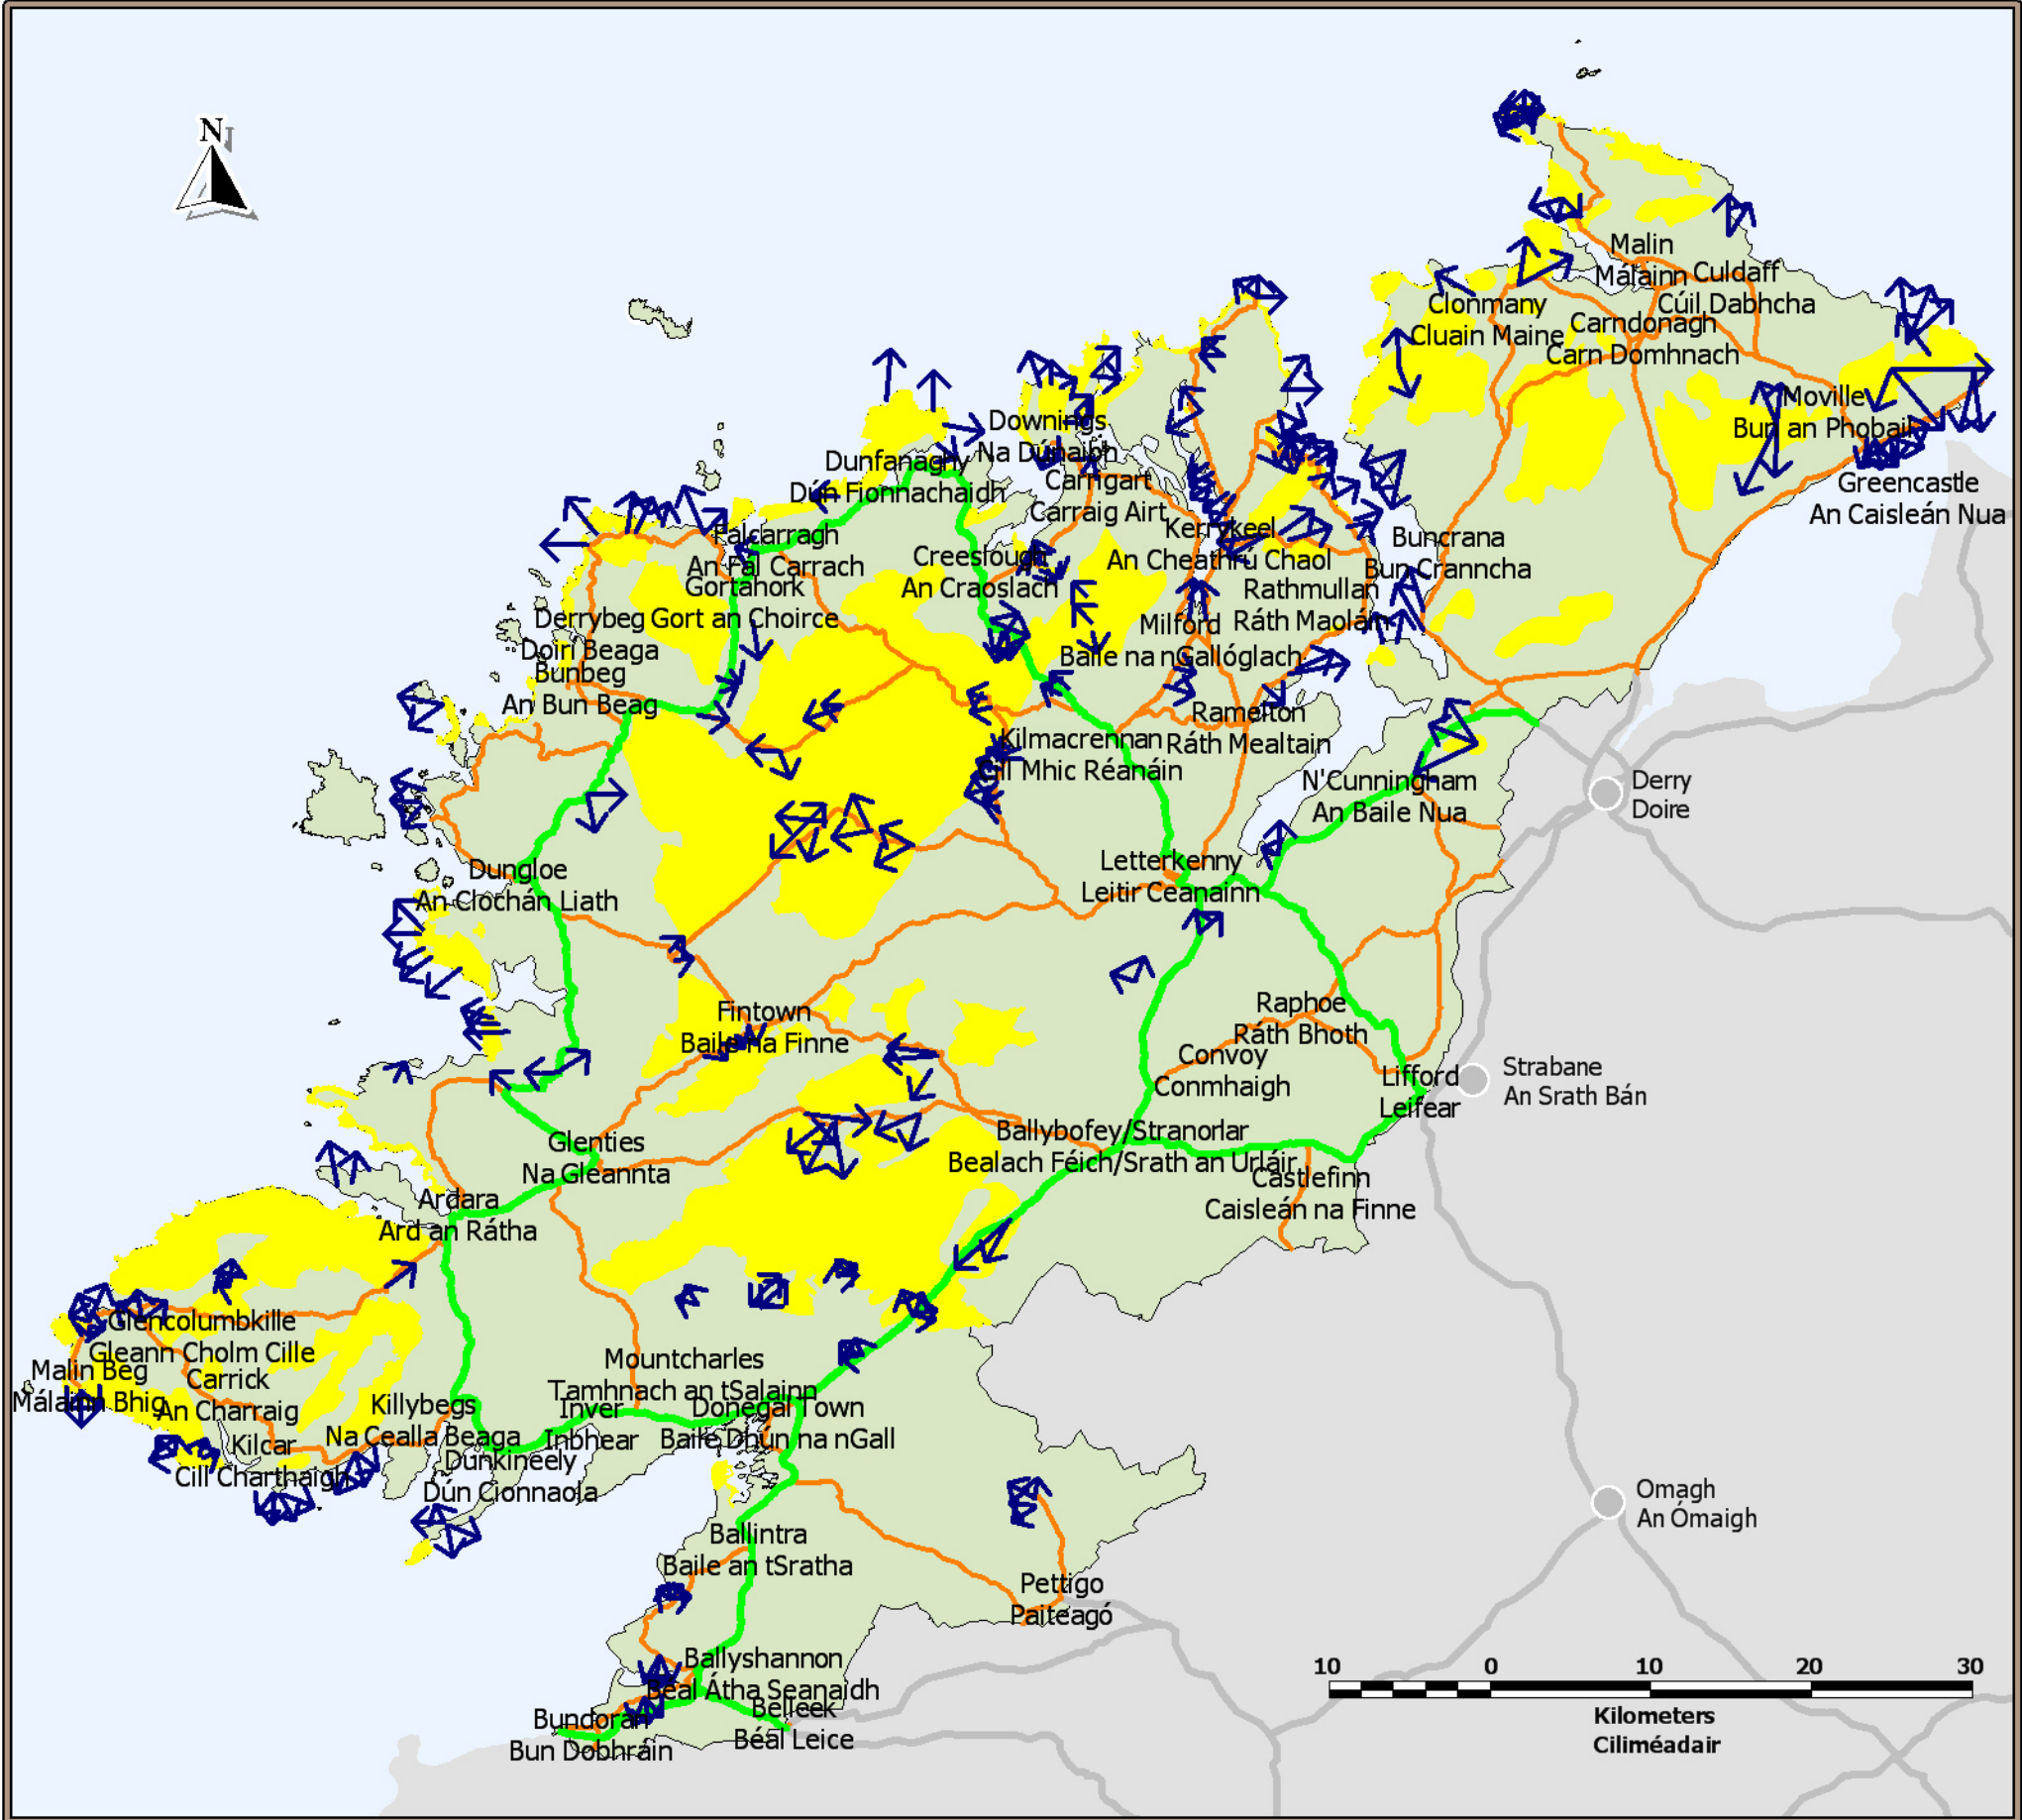 N
Malin
Málainn
Culdaff
Cúil Dabhcha
Clonmany
Cluain Maine
Carndonagh
Carn Domhnach
Moville
Bun an Phobail
Greencastle
An Caisleán Nua
Downings
Na Dúnaibh
Dunfanaghy
Dún Fionnachaidh
Carrigart
Carraig Airt
Falcarragh
An Fál Carrach
Gortahork
Gort an Choirce
Creeslough
An Craoslach
Kerrykeel
An Cheathrú Chaol
Buncrana
Bun Cranncha
Rathmullan
Ráth Maoláin
Derrybeg
Doirí Beaga
Bunbeg
An Bun Beag
Milford
Baile na nGallóglach
Ramelton
Ráth Mealtain
Kilmacrennan
Cill Mhic Réanáin
N'Cunningham
An Baile Nua
Derry
Doire
Dungloe
An Clochán Liath
Letterkenny
Leitir Ceanainn
Fintown
Baile na Finne
Raphoe
Ráth Bhoth
Convoy
Conmhaigh
Lifford
Leifear
Strabane
An Srath Bán
Glenties
Na Gleannta
Ballybofey/Stranorlar
Bealach Féich/Srath an Urláir
Castlefinn
Caisleán na Finne
Ardara
Ard an Rátha
Glencolumbkille
Gleann Cholm Cille
Malin Beg
Málainn Bhig
Carrick
An Charraig
Kilcar
Cill Charthaigh
Killybegs
Na Cealla Beaga
Dunkineely
Dún Cionnaola
Mountcharles
Tamhnach an tSalainn
Inver
Inbhear
Donegal Town
Baile Dhún na nGall
Ballintra
Baile an tSratha
Pettigo
Paiteagó
Omagh
An Ómaigh
Ballyshannon
Béal Átha Seanaidh
Belleek
Béal Leice
Bundoran
Bun Dobhráin
10 0 10 20 30
Kilometers
Ciliméadair